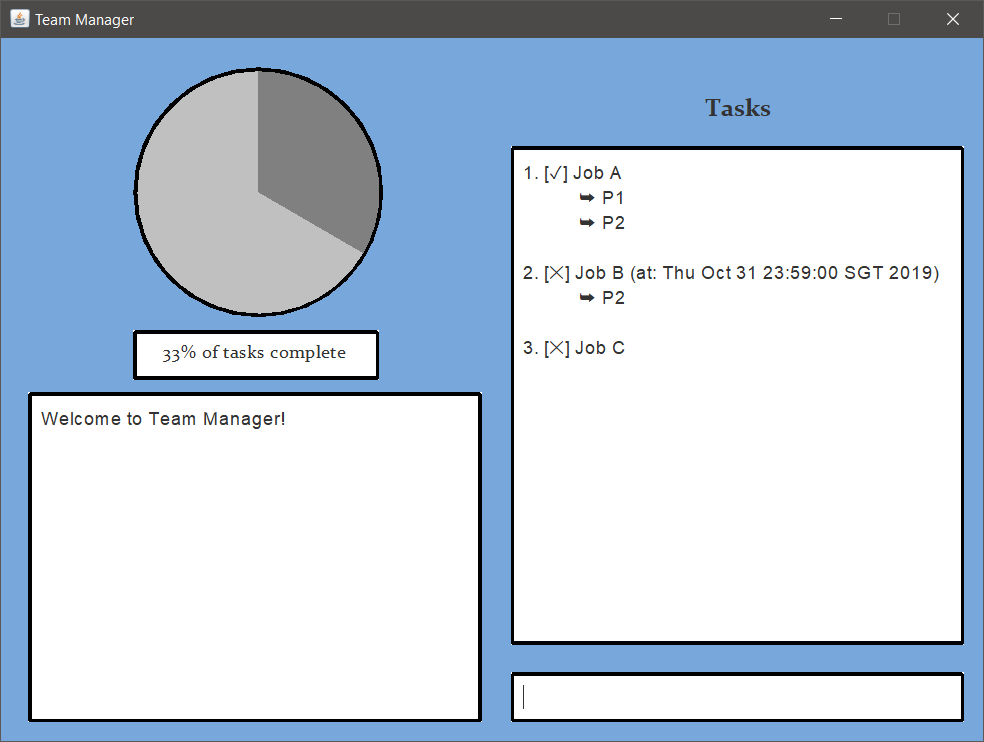 Team Manager
33% of tasks complete
Welcome to Team Manager!
Tasks
1. [✓] Job A
➥ P1
➥ P2
2. [✕] Job B (at: Thu Oct 31 23:59:00 SGT 2019)
➥ P2
3. [✕] Job C